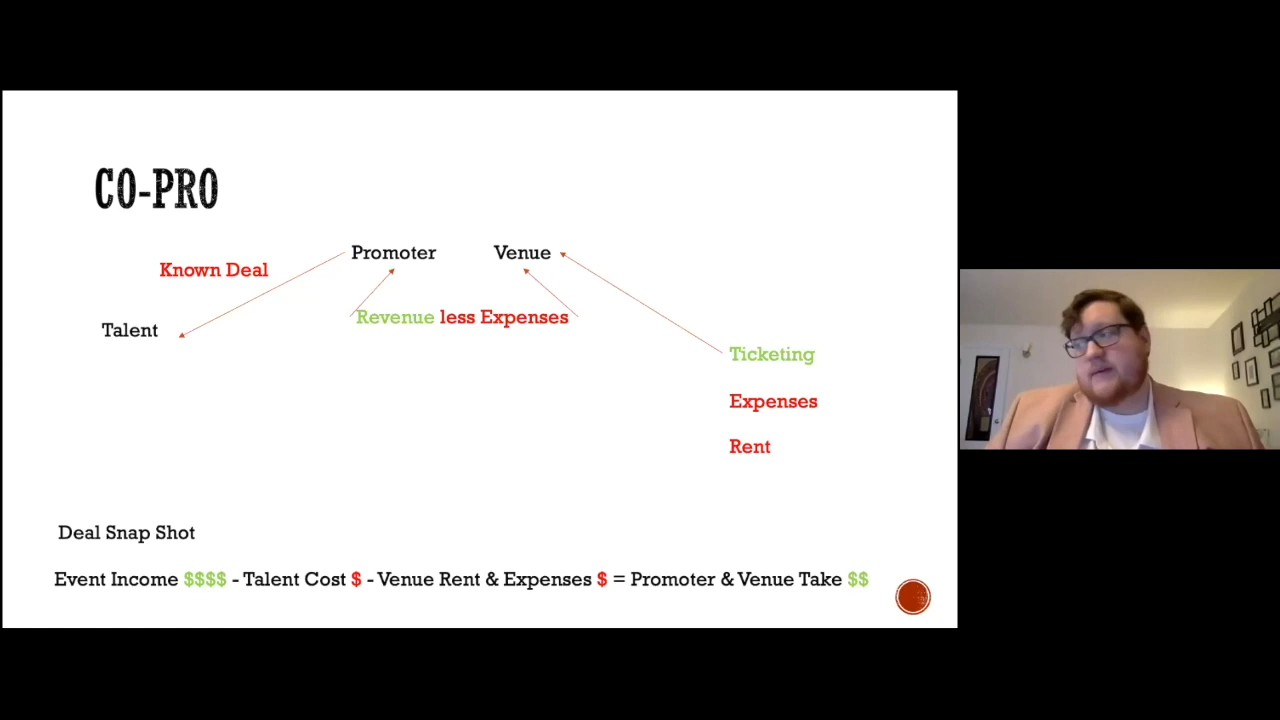 CO-PRO
Promoter Venue
Known Deal
Revenue less Expenses
Talent
Ticketing
Expenses
Rent
Deal Snap Shot
Event Income $$$$ - Talent Cost $ - Venue Rent & Expenses $ = Promoter & Venue Take $$